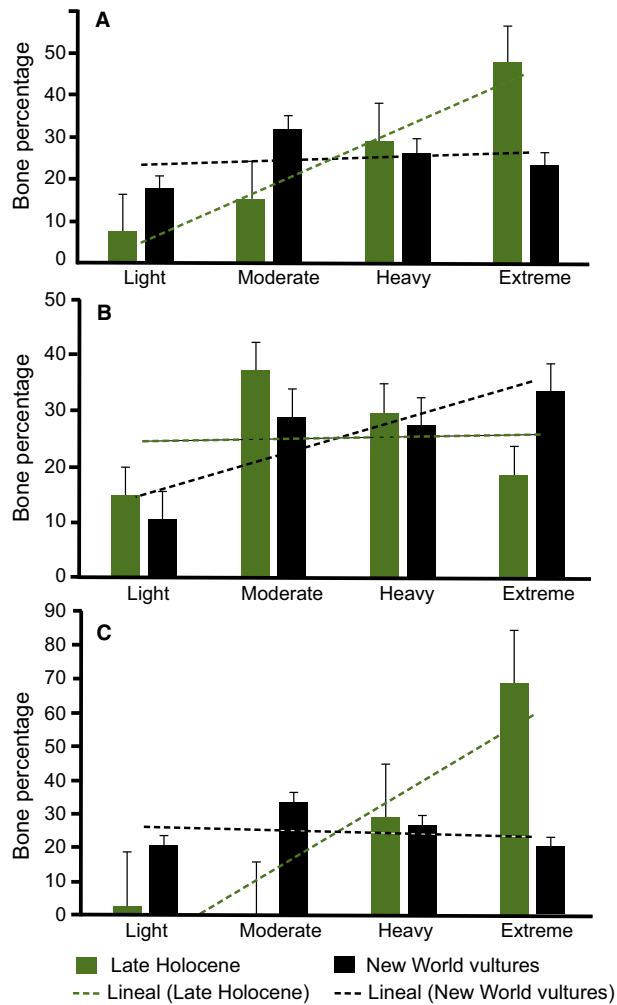 A
Bone percentage
50
40
30
20
10
0
Light Moderate Heavy Extreme
B
Bone percentage
50
40
30
20
10
0
Light Moderate Heavy Extreme
C
Bone percentage
90
80
70
60
50
40
30
20
10
0
Light Moderate Heavy Extreme
Late Holocene New World vultures
Lineal (Late Holocene) Lineal (New World vultures)